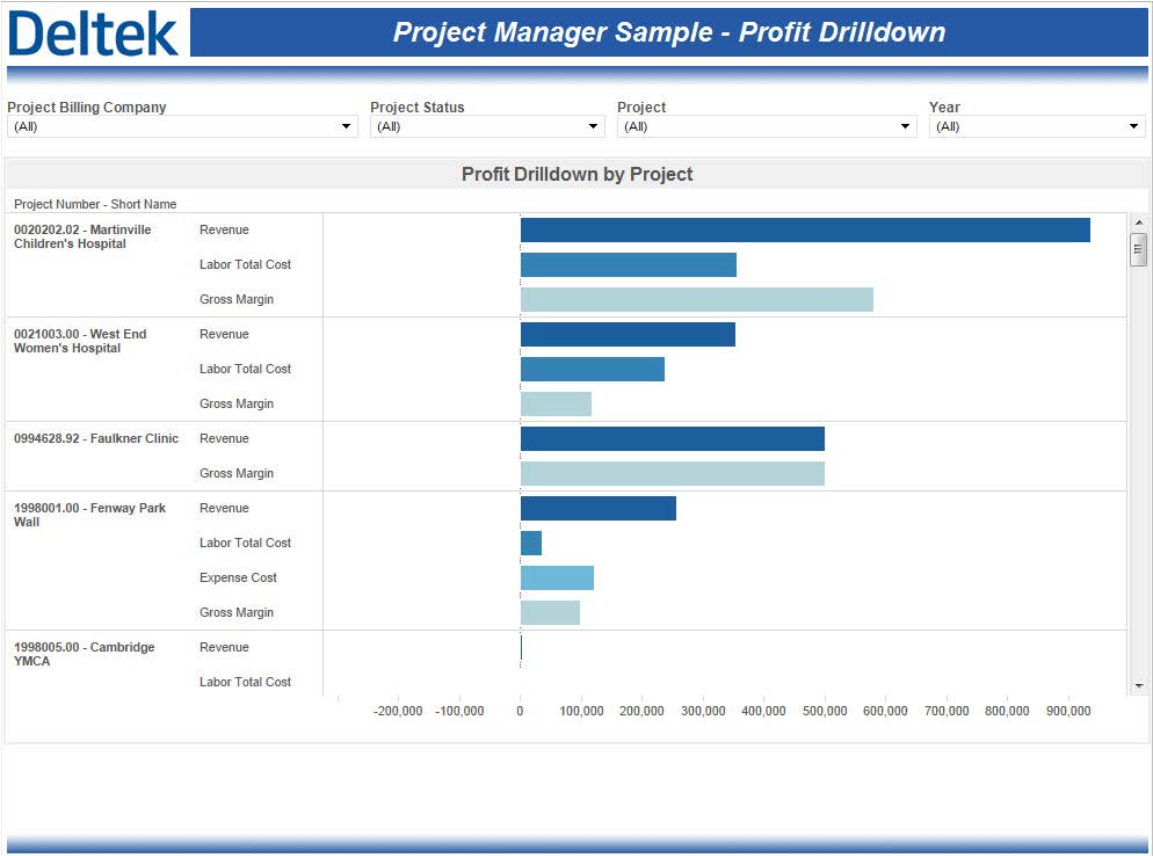 Deltek
Project Manager Sample - Profit Drilldown
Project Billing Company
Project Status
Project
Year
(All)
(All)
(All)
(All)
Profit Drilldown by Project
Project Number - Short Name
0020202.02 - Martinville
Children's Hospital
Revenue
Labor Total Cost
Gross Margin
0021003.00 - West End
Women's Hospital
Revenue
Labor Total Cost
Gross Margin
0994628.92 - Faulkner Clinic
Revenue
Gross Margin
1998001.00 - Fenway Park
Wall
Revenue
Labor Total Cost
Expense Cost
Gross Margin
1998005.00 - Cambridge
YMCA
Revenue
Labor Total Cost
-200,000 -100,000 0 100,000 200,000 300,000 400,000 500,000 600,000 700,000 800,000 900,000